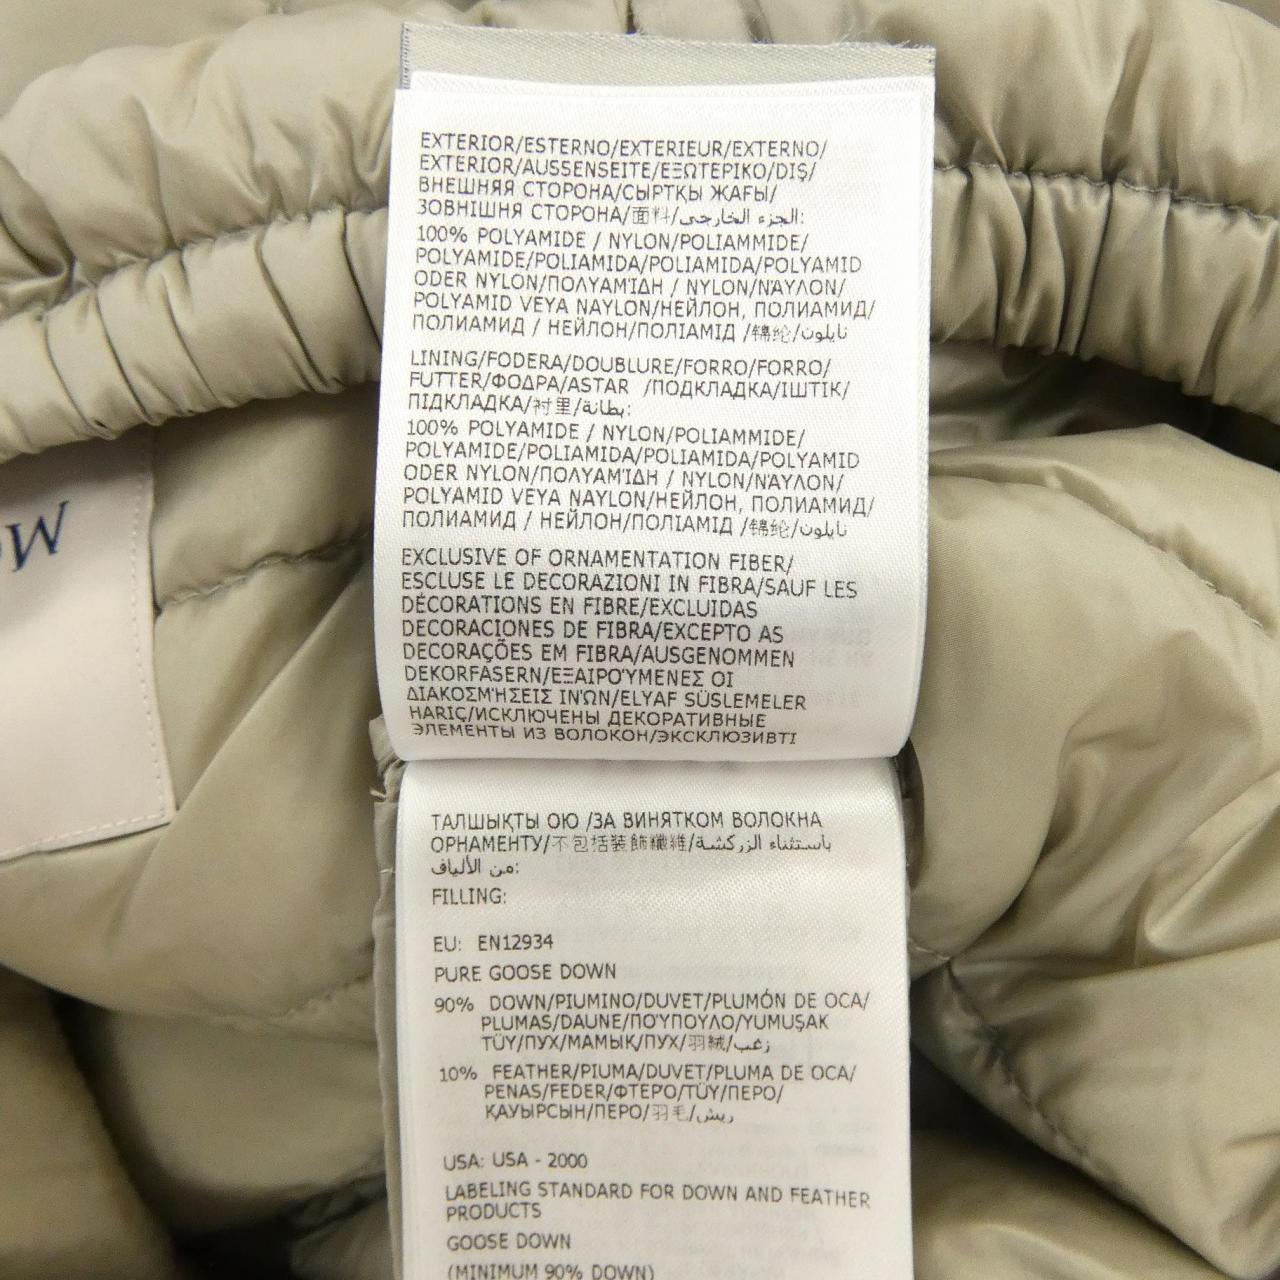 EXTERIOR/ESTERNO/EXTERIEUR/EXTERNO/
EXTERIOR/AUSSENSEITE/ΕΞΩΤΕΡΙΚΟ/DIŞ/
ВНЕШНЯЯ СТОРОНА/СЫРТҚЫ ЖАҒЫ/
ЗОВНІШНЯ СТОРОНА/面料/الجزء الخارجي:
100% POLYAMIDE / NYLON/POLIAMMIDE/
POLYAMIDE/POLIAMIDA/POLIAMIDA/POLYAMID
ODER NYLON/ΠΟΛΥΑΜΊΔΗ / NYLON/ΝΆΥΛΟΝ/
POLYAMID VEYA NAYLON/НЕЙЛОН, ПОЛИАМИД/
ПОЛИАМИД / НЕЙЛОН/ПОЛІАМІД /锦纶/نايلون
LINING/FODERA/DOUBLURE/FORRO/FORRO/
FUTTER/ΦΟΔΡΑ/ASTAR /ПОДКЛАДКА/ІШТІК/
ПІДКЛАДКА/衬里/بطانة:
100% POLYAMIDE / NYLON/POLIAMMIDE/
POLYAMIDE/POLIAMIDA/POLIAMIDA/POLYAMID
ODER NYLON/ΠΟΛΥΑΜΊΔΗ / NYLON/ΝΆΥΛΟΝ/
POLYAMID VEYA NAYLON/НЕЙЛОН, ПОЛИАМИД/
ПОЛИАМИД / НЕЙЛОН/ПОЛІАМІД /锦纶/نايلون
EXCLUSIVE OF ORNAMENTATION FIBER/
ESCLUSE LE DECORAZIONI IN FIBRA/SAUF LES
DÉCORATIONS EN FIBRE/EXCLUIDAS
DECORACIONES DE FIBRA/EXCEPTO AS
DECORAÇÕES EM FIBRA/AUSGENOMMEN
DEKORFASERN/ΕΞΑΙΡΟΎΜΕΝΕΣ ΟΙ
ΔΙΑΚΟΣΜΉΣΕΙΣ ΙΝΏΝ/ELYAF SÜSLEMELER
HARIÇ/ИСКЛЮЧЕНЫ ДЕКОРАТИВНЫЕ
ЭЛЕМЕНТЫ ИЗ ВОЛОКОН/ЭКСКЛЮЗИВТІ
ТАЛШЫҚТЫ ОЮ /ЗА ВИНЯТКОМ ВОЛОКНА
ОРНАМЕНТУ/不包括装飾纖維/باستثناء الزركشة
من الألياف:
FILLING:
EU: EN12934
PURE GOOSE DOWN
90% DOWN/PIUMINO/DUVET/PLUMÓN DE OCA/
PLUMAS/DAUNE/ΠΟΎΠΟΥΛΟ/YUMUŞAK
TÜY/ПУХ/МАМЫҚ/ПУХ/羽絨/زغب
10% FEATHER/PIUMA/DUVET/PLUMA DE OCA/
PENAS/FEDER/ΦΤΕΡΟ/TÜY/ПЕРО/
ҚАУЫРСЫН/ПЕРО/羽毛/ريش
USA: USA - 2000
LABELING STANDARD FOR DOWN AND FEATHER
PRODUCTS
GOOSE DOWN
(MINIMUM 90% DOWN)